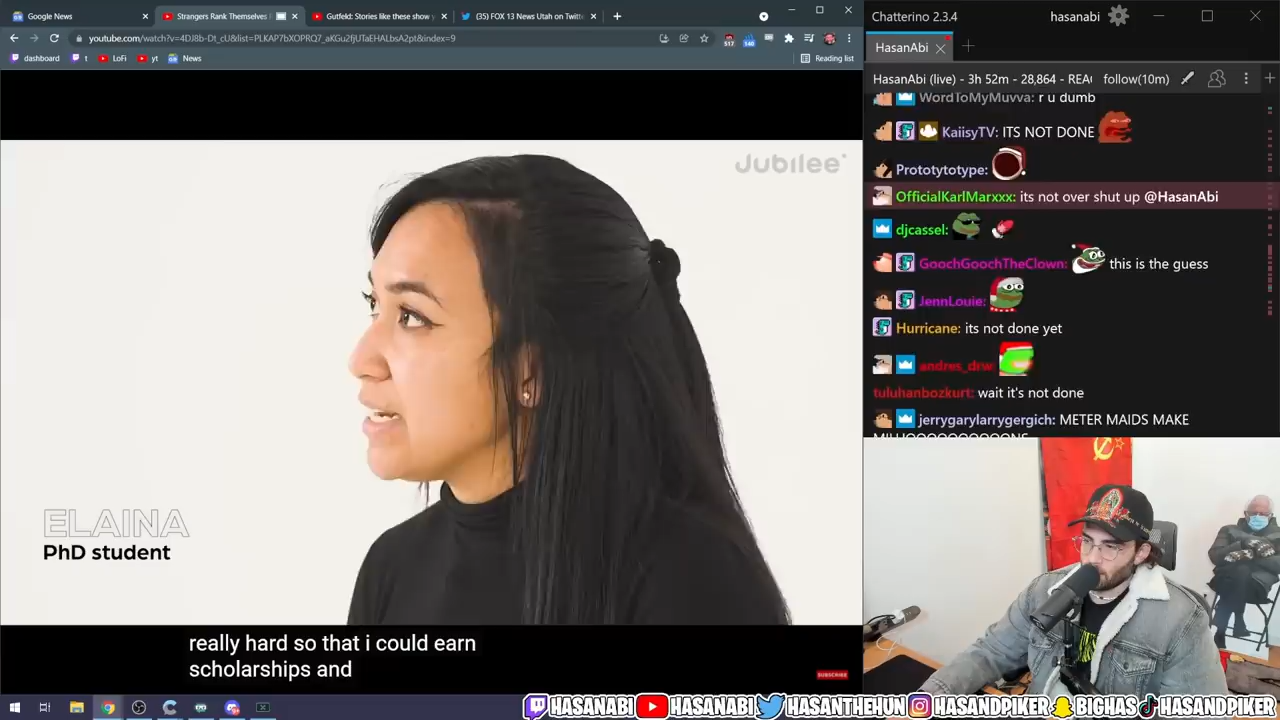 Google News
Strangers Rank Themselves
Gutfeld: Stories like these show
(35) FOX 13 News Utah on Twitt
youtube.com/watch?v=4DJ8b-Dt_cU&list=PLKAP7bXOPRQ7_aKGu2fjUTaEHALbsA2pt&index=9
517
140
dashboard
t
LoFi
yt
News
Reading list
Jubilee
ELAINA
PhD student
really hard so that i could earn
scholarships and
SUBSCRIBE
Chatterino 2.3.4
hasanabi
HasanAbi
HasanAbi (live) - 3h 52m - 28,864 - REA
follow(10m)
WordToMyMuvva: r u dumb
KaiisyTV: ITS NOT DONE
Prototytotype:
OfficialKarlMarxxx: its not over shut up @HasanAbi
djcassel:
GoochGoochTheClown: this is the guess
JennLouie:
Hurricane: its not done yet
andres_drw:
tuluhanbozkurt: wait it's not done
jerrygarylarrygergich: METER MAIDS MAKE
HASANABI
HASANABI
HASANTHEHUN
HASANDPIKER
BIGHAS
HASANDPIKER